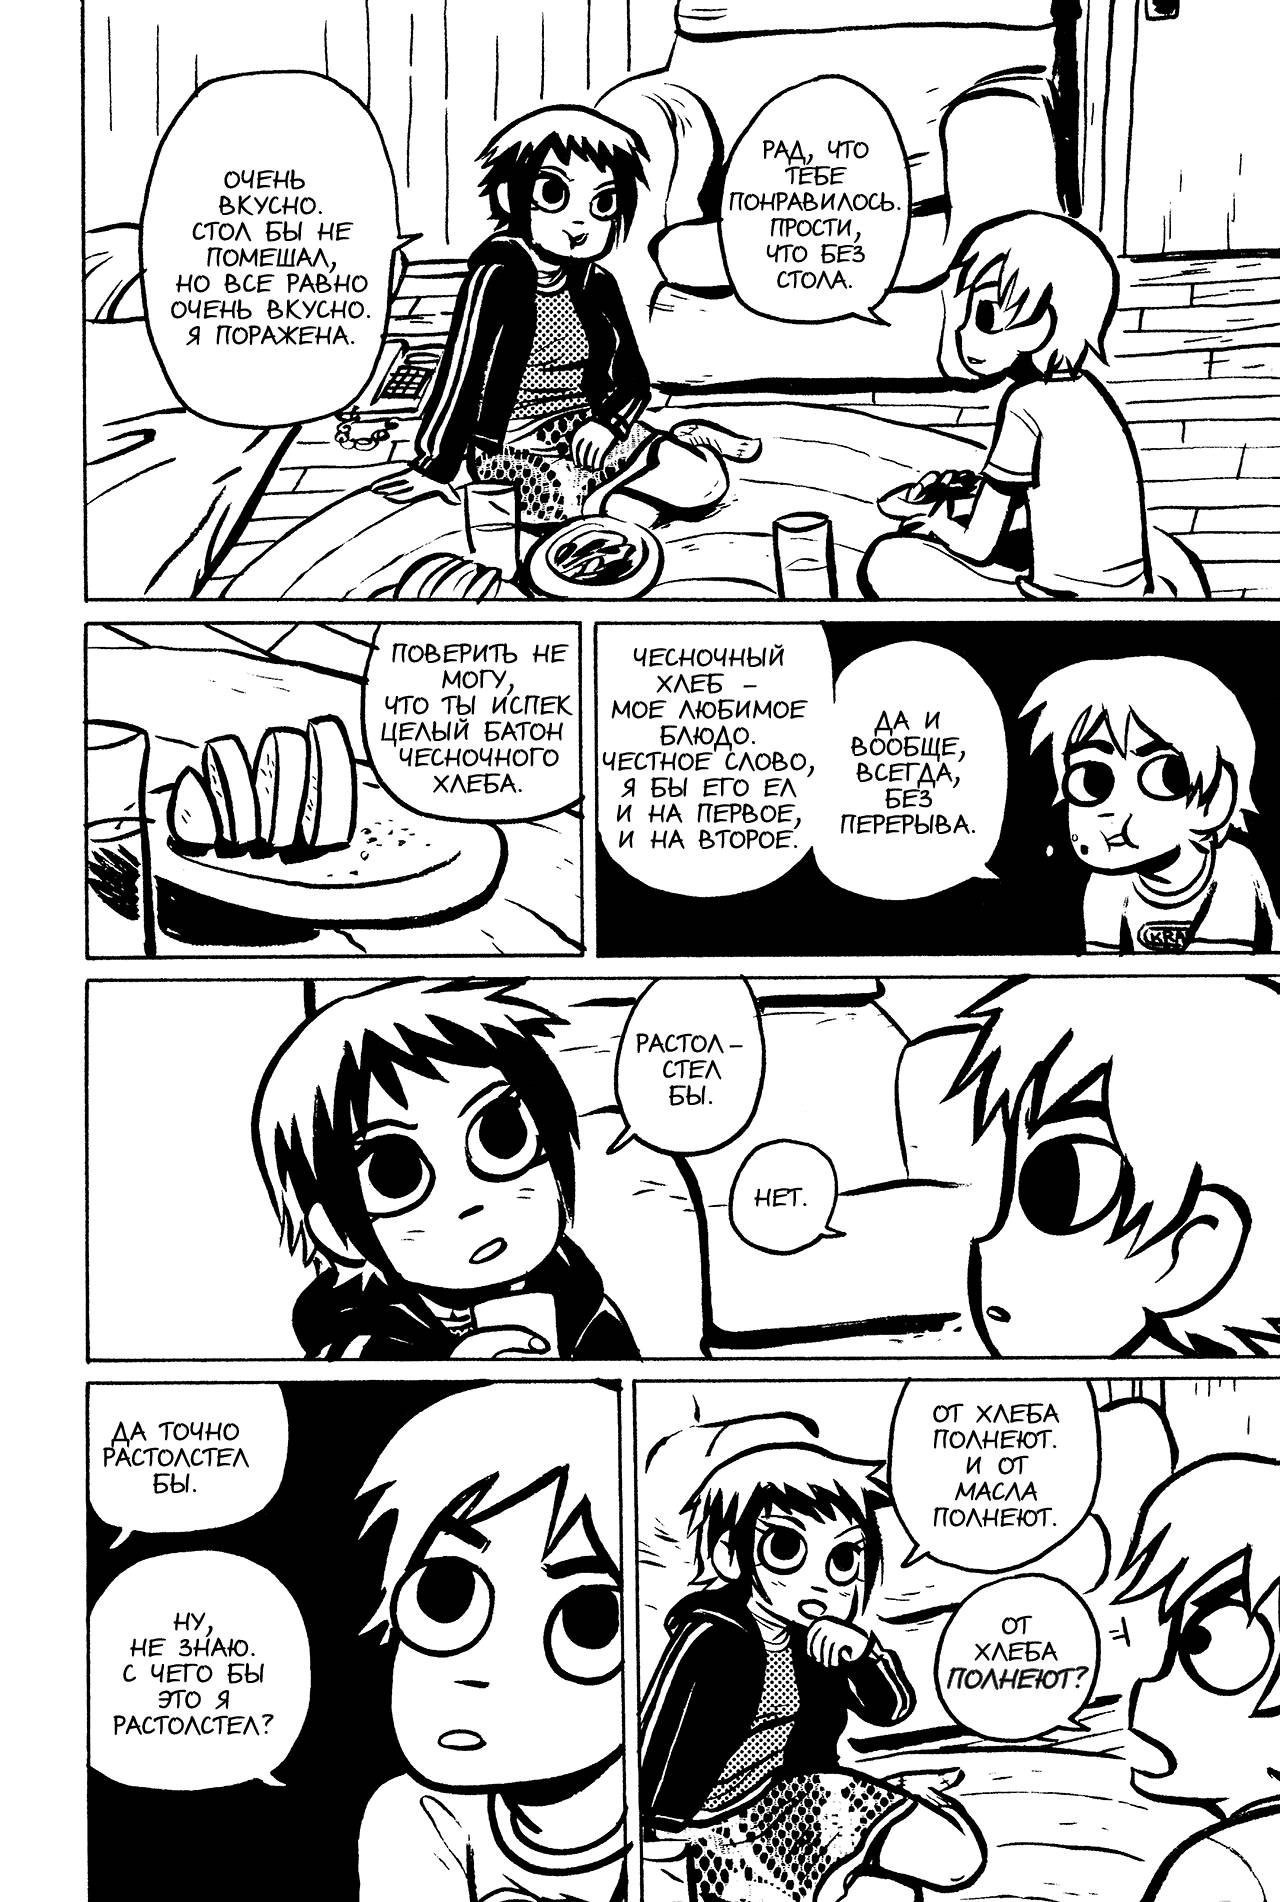 ОЧЕНЬ
ВКУСНО.
СТОЛ БЫ НЕ
ПОМЕШАЛ,
НО ВСЕ РАВНО
ОЧЕНЬ ВКУСНО.
Я ПОРАЖЕНА.
РАД, ЧТО
ТЕБЕ
ПОНРАВИЛОСЬ.
ПРОСТИ,
ЧТО БЕЗ
СТОЛА.
ПОВЕРИТЬ НЕ
МОГУ,
ЧТО ТЫ ИСПЕК
ЦЕЛЫЙ БАТОН
ЧЕСНОЧНОГО
ХЛЕБА.
ЧЕСНОЧНЫЙ
ХЛЕБ –
МОЕ ЛЮБИМОЕ
БЛЮДО.
ЧЕСТНОЕ СЛОВО,
Я БЫ ЕГО ЕЛ
И НА ПЕРВОЕ,
И НА ВТОРОЕ.
ДА И
ВООБЩЕ,
ВСЕГДА,
БЕЗ
ПЕРЕРЫВА.
KRA
РАСТОЛ–
СТЕЛ
БЫ.
НЕТ.
ДА ТОЧНО
РАСТОЛСТЕЛ
БЫ.
НУ,
НЕ ЗНАЮ.
С ЧЕГО БЫ
ЭТО Я
РАСТОЛСТЕЛ?
ОТ ХЛЕБА
ПОЛНЕЮТ.
И ОТ
МАСЛА
ПОЛНЕЮТ.
ОТ
ХЛЕБА
ПОЛНЕЮТ?